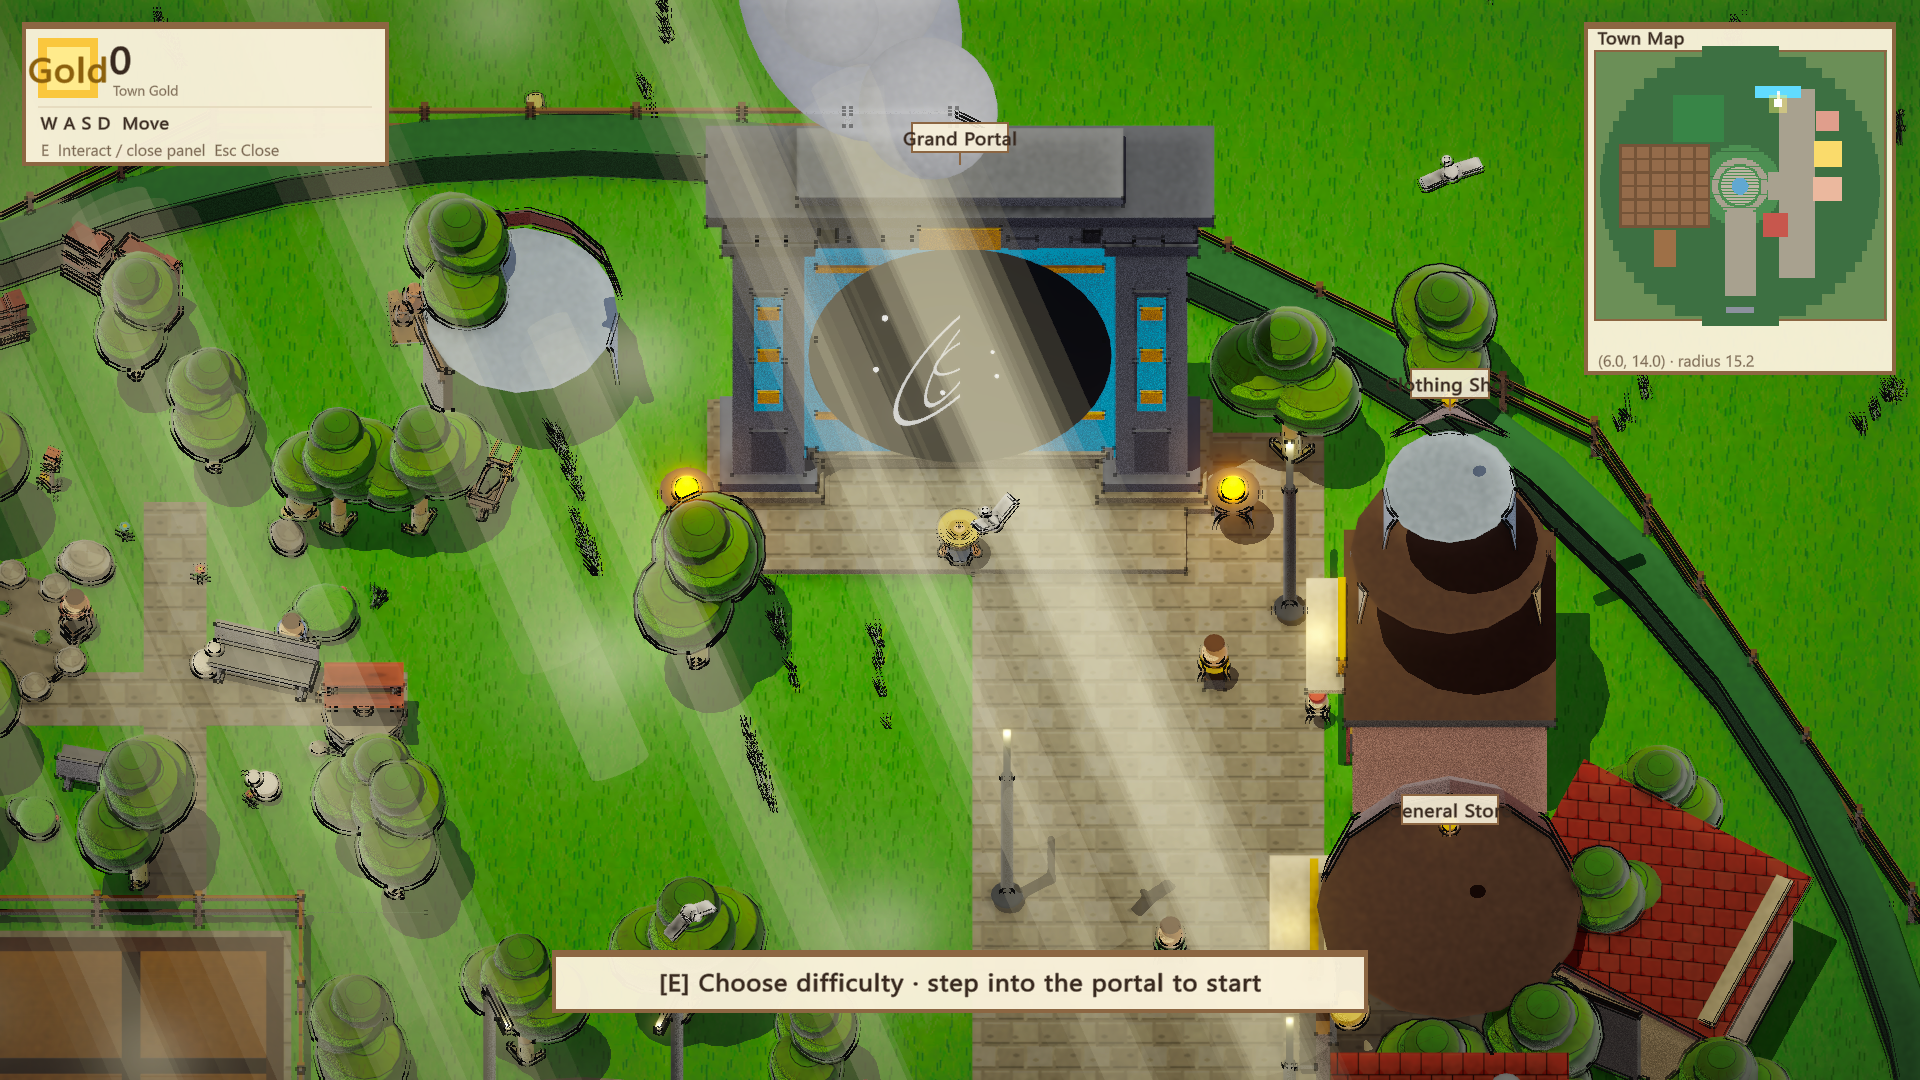 Gold 0
Town Gold
W A S D Move
E Interact / close panel Esc Close
Grand Portal
Town Map
(6.0, 14.0) · radius 15.2
othing Sh
eneral Stor
[E] Choose difficulty · step into the portal to start